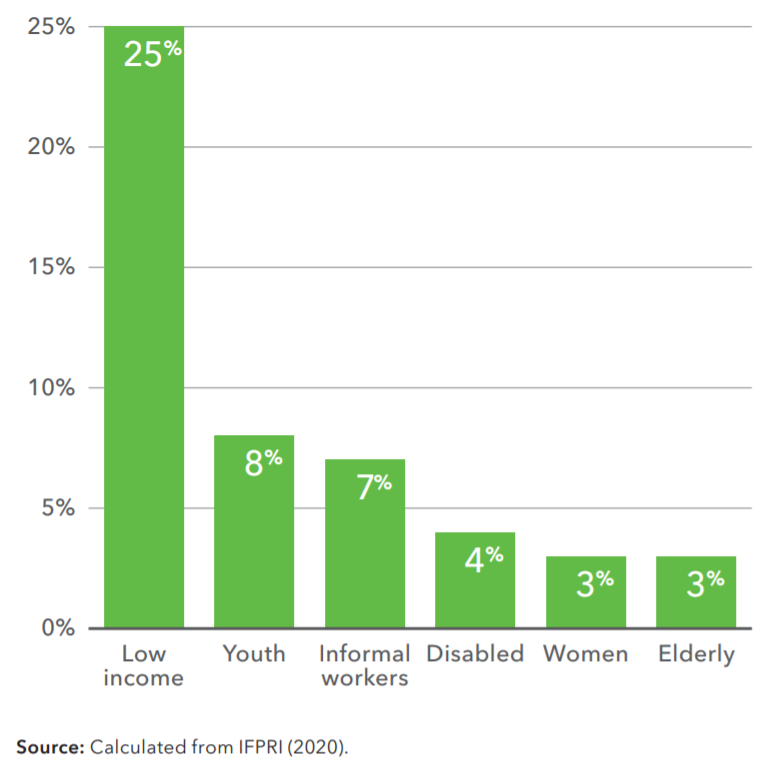 25%
20%
15%
10%
5%
0%
25%
8%
7%
4%
3%
3%
Low income
Youth
Informal workers
Disabled
Women
Elderly
Source: Calculated from IFPRI (2020).